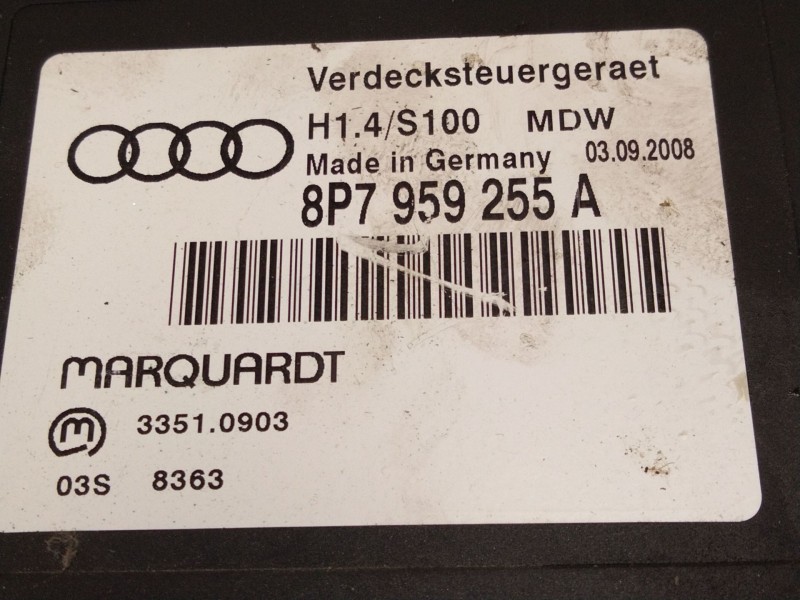 Verdecksteuergeraet
H1.4/S100 MDW
Made in Germany 03.09.2008
8P7 959 255 A
MARQUARDT
m 3351.0903
03S 8363